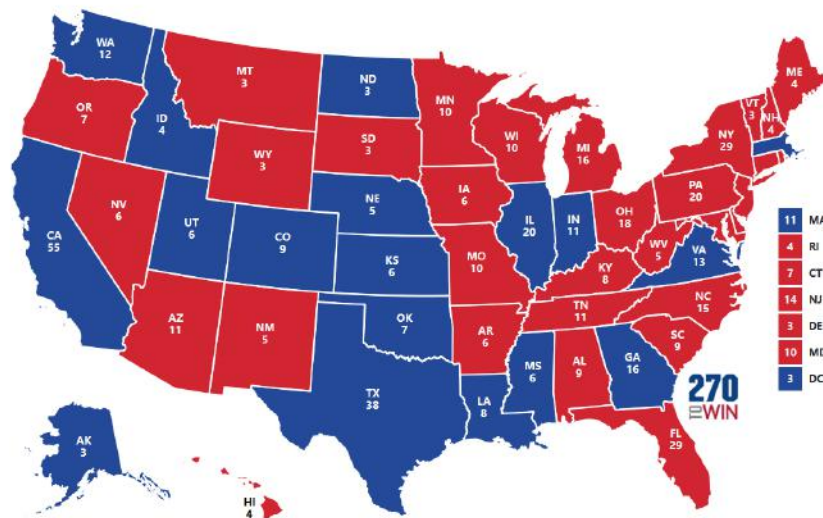 WA
12
MT
3
ND
3
MN
10
ME
4
VT
3
NH
4
OR
7
ID
4
SD
3
WI
10
MI
16
NY
29
WY
3
IA
6
PA
20
NV
6
NE
5
IL
20
IN
11
OH
18
CA
55
UT
6
CO
9
KS
6
MO
10
WV
5
VA
13
KY
8
NC
15
AZ
11
NM
5
OK
7
AR
6
TN
11
SC
9
TX
38
LA
8
MS
6
AL
9
GA
16
FL
29
AK
3
HI
4
11 MA
4 RI
7 CT
14 NJ
3 DE
10 MD
3 DC
270
TO WIN